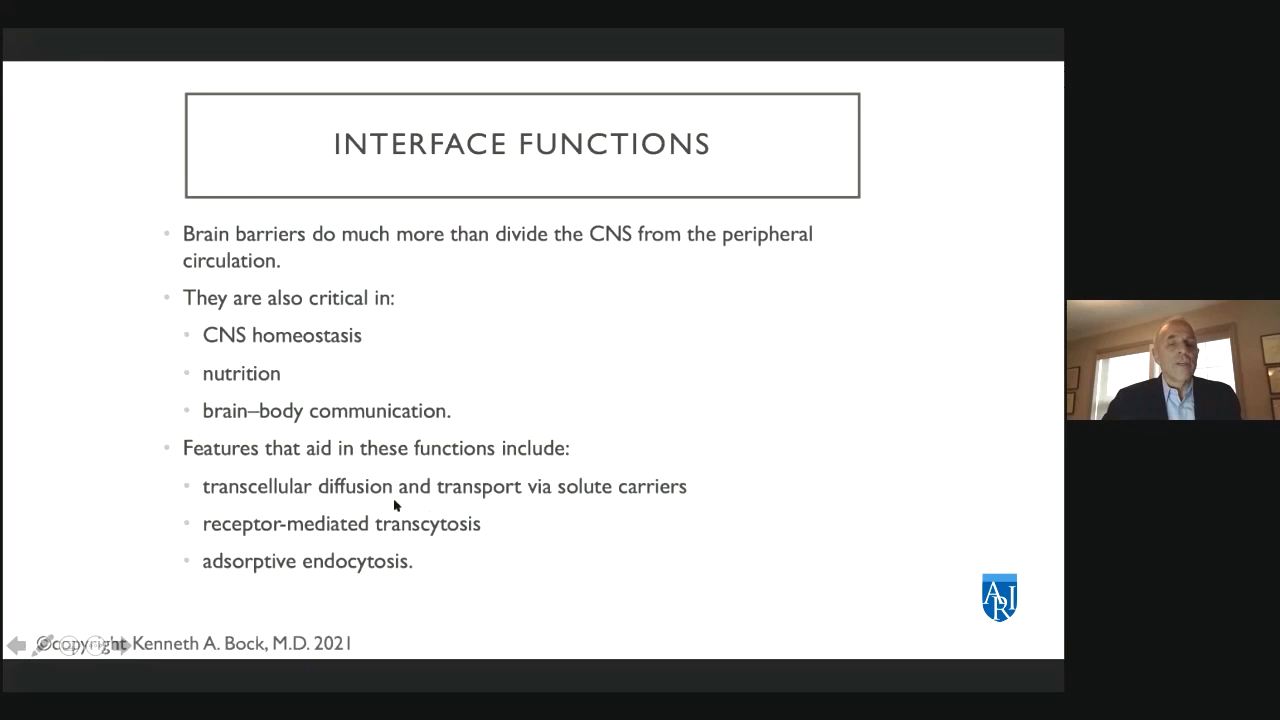 INTERFACE FUNCTIONS
Brain barriers do much more than divide the CNS from the peripheral
circulation.
They are also critical in:
CNS homeostasis
nutrition
brain–body communication.
Features that aid in these functions include:
transcellular diffusion and transport via solute carriers
receptor-mediated transcytosis
adsorptive endocytosis.
ARI
©copyright Kenneth A. Bock, M.D. 2021